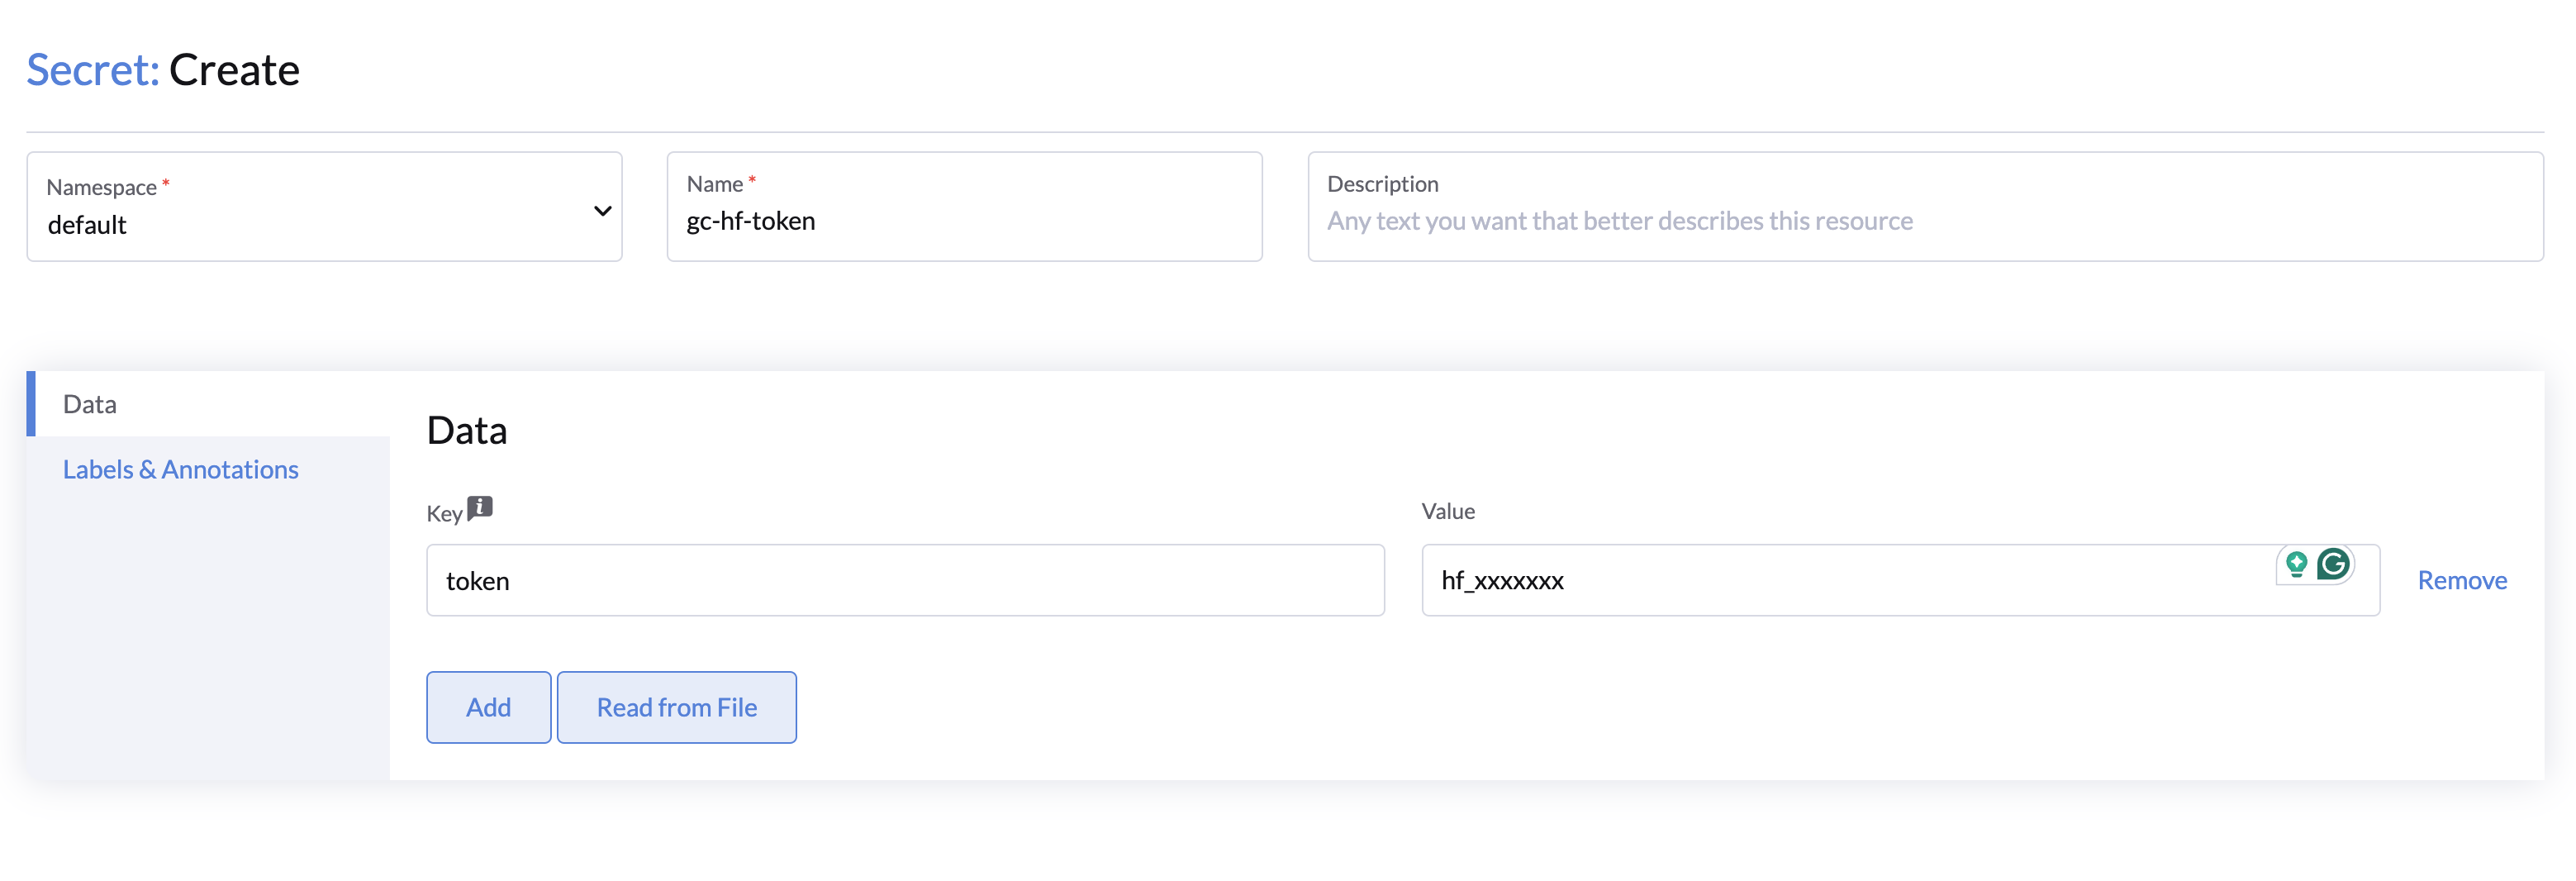 Secret: Create
Namespace *
default
Name *
gc-hf-token
Description
Any text you want that better describes this resource
Data
Labels & Annotations
Data
Key
Value
token
hf_xxxxxxx
Remove
Add
Read from File